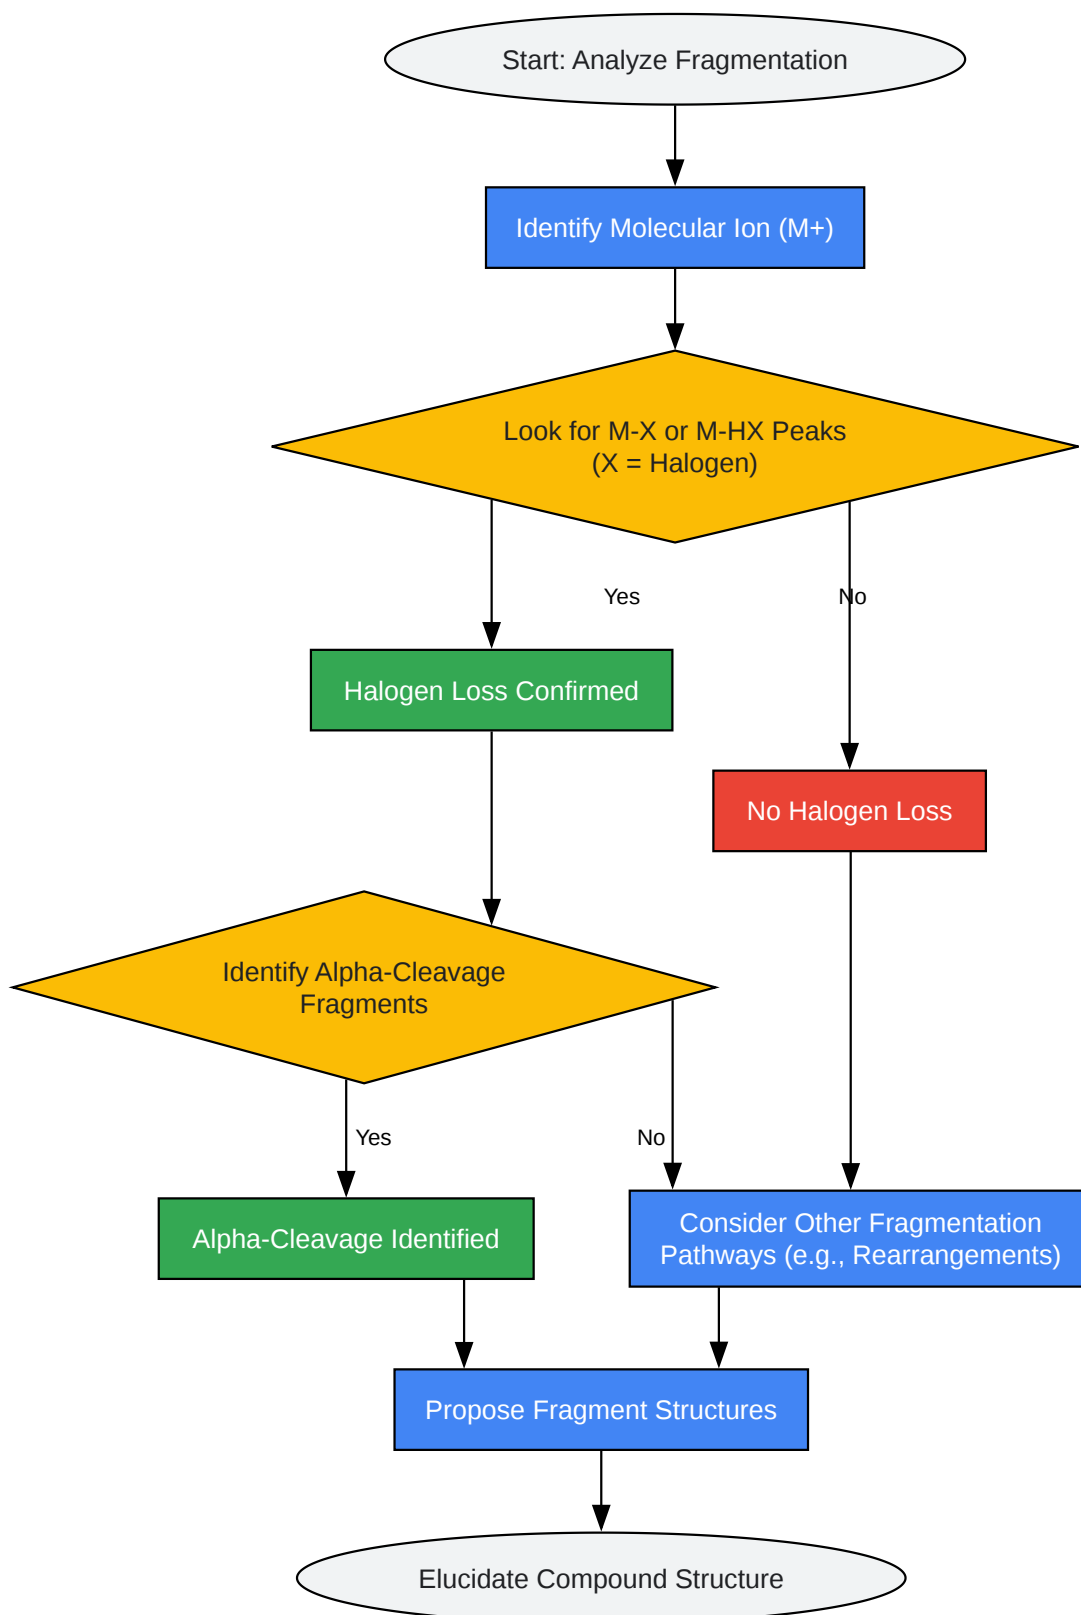 Start: Analyze Fragmentation
Identify Molecular Ion (M+)
Look for M-X or M-HX Peaks
(X = Halogen)
Yes
No
Halogen Loss Confirmed
No Halogen Loss
Identify Alpha-Cleavage
Fragments
Yes
No
Alpha-Cleavage Identified
Consider Other Fragmentation
Pathways (e.g., Rearrangements)
Propose Fragment Structures
Elucidate Compound Structure